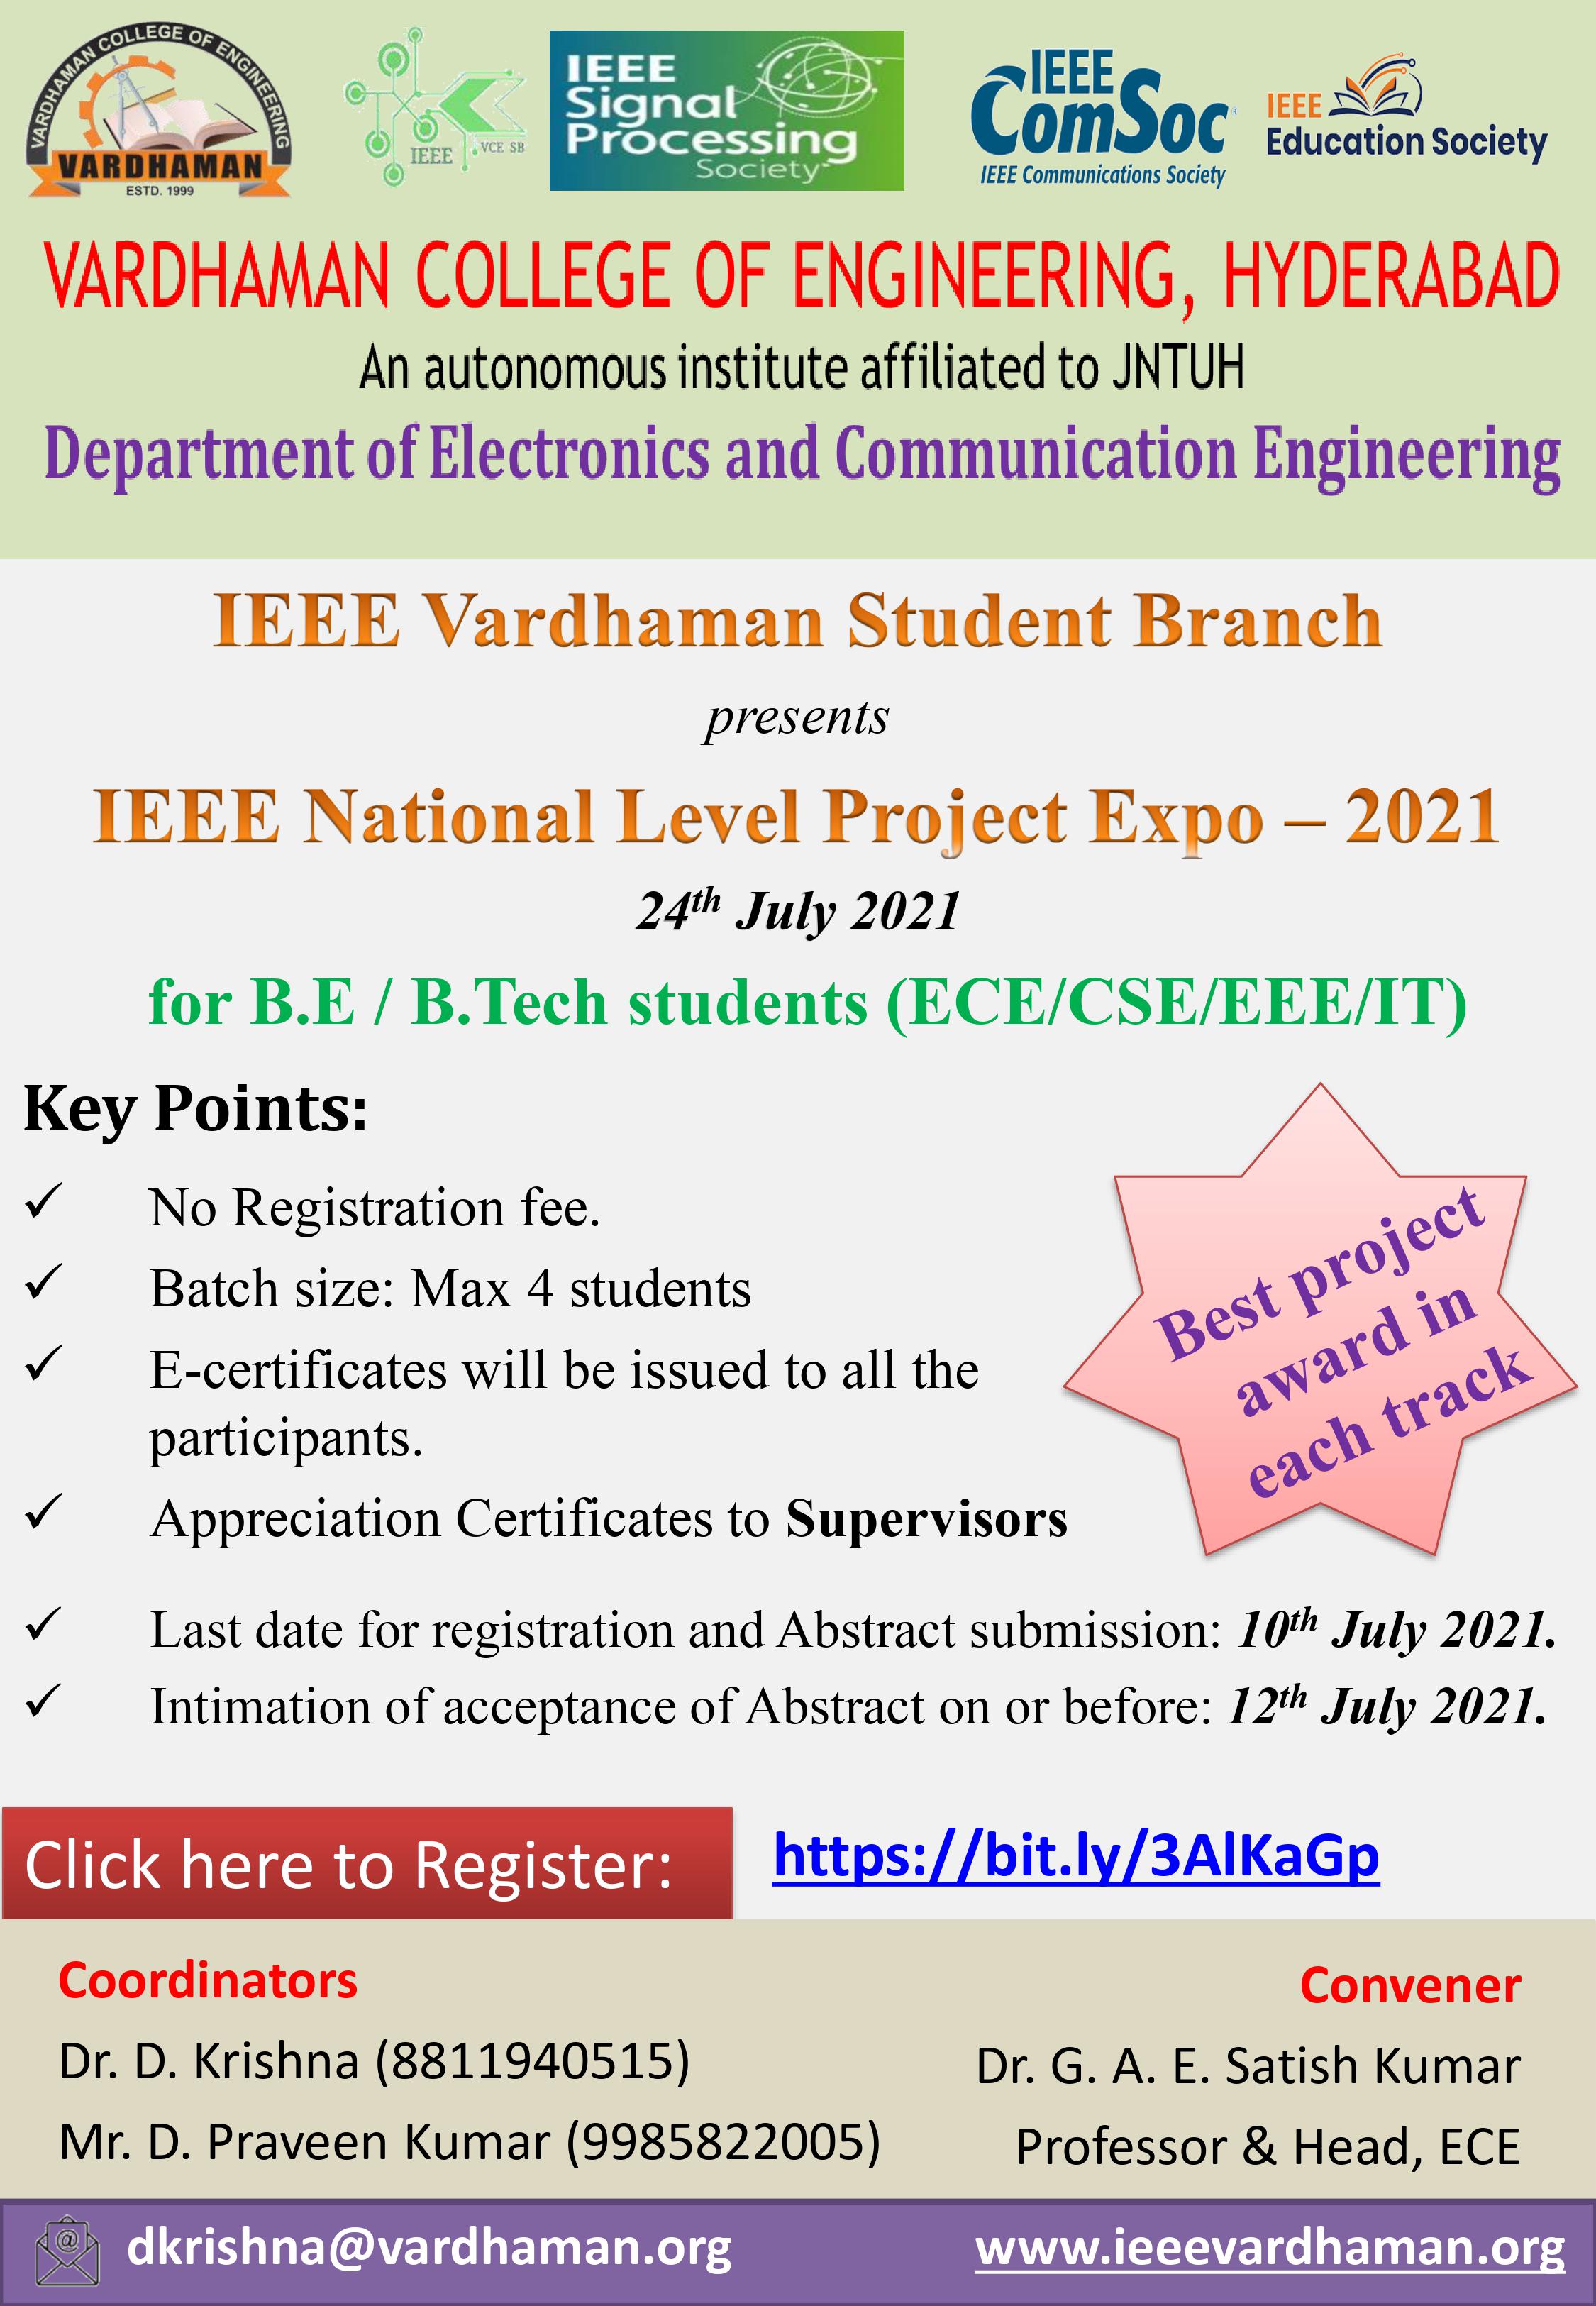 VARDHAMAN COLLEGE OF ENGINEERING
VARDHAMAN
ESTD. 1999
IEEE VCE SB
IEEE
Signal
Processing
Society
IEEE
ComSoc
IEEE Communications Society
IEEE
Education Society
VARDHAMAN COLLEGE OF ENGINEERING, HYDERABAD
An autonomous institute affiliated to JNTUH
Department of Electronics and Communication Engineering
IEEE Vardhaman Student Branch
presents
IEEE National Level Project Expo – 2021
24th July 2021
for B.E / B.Tech students (ECE/CSE/EEE/IT)
Key Points:
✓ No Registration fee.
✓ Batch size: Max 4 students
✓ E-certificates will be issued to all the
participants.
✓ Appreciation Certificates to Supervisors
Best project
award in
each track
✓ Last date for registration and Abstract submission: 10th July 2021.
✓ Intimation of acceptance of Abstract on or before: 12th July 2021.
Click here to Register: https://bit.ly/3AlKaGp
Coordinators
Dr. D. Krishna (8811940515)
Mr. D. Praveen Kumar (9985822005)
Convener
Dr. G. A. E. Satish Kumar
Professor & Head, ECE
dkrishna@vardhaman.org www.ieeevardhaman.org